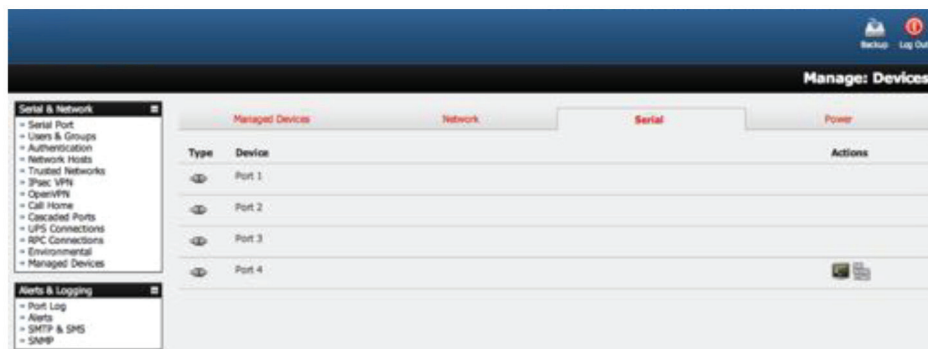 Backup Log Out
Manage: Devices
Serial & Network
Serial Port
Users & Groups
Authentication
Network Hosts
Trusted Networks
IPsec VPN
OpenVPN
Call Home
Cascaded Ports
UPS Connections
RPC Connections
Environmental
Managed Devices
Alerts & Logging
Port Log
Alerts
SMTP & SMS
SNMP
Managed Devices Network Serial Power
Type Device Actions
Port 1
Port 2
Port 3
Port 4